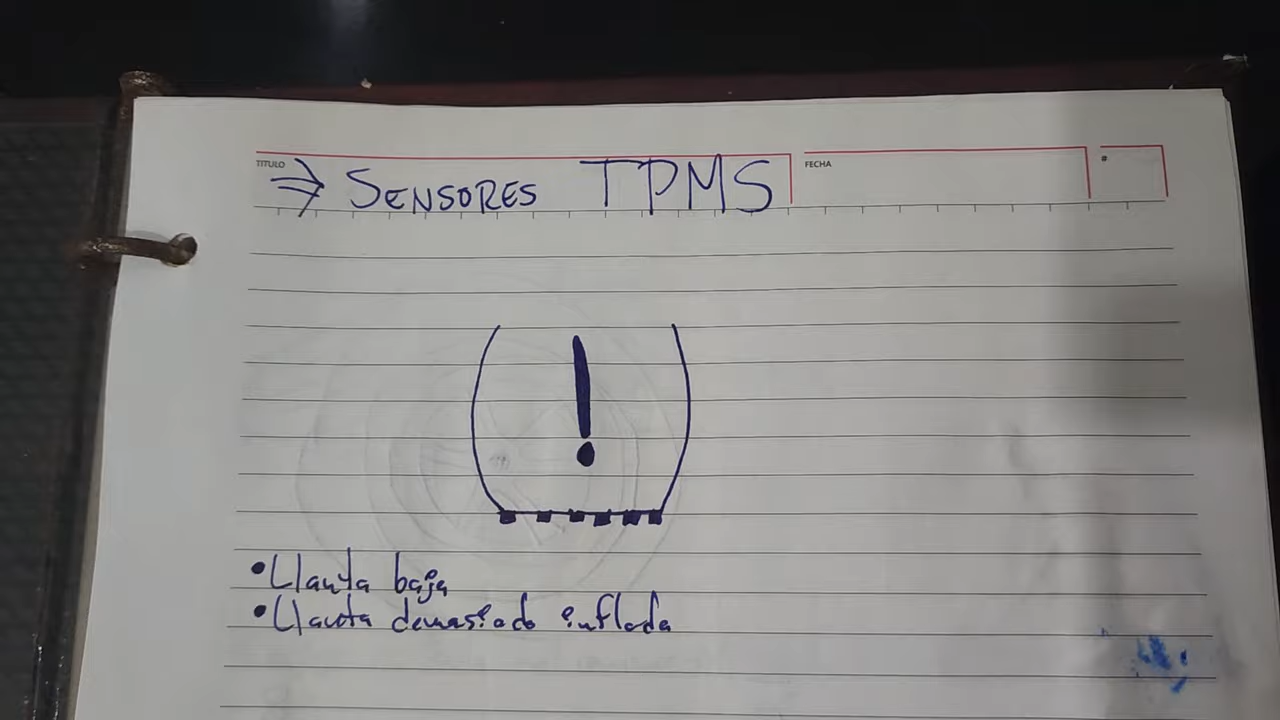 TITULO
⇒ SENSORES TPMS
FECHA
#
!
• Llanta baja
• Llanta demasiado inflada